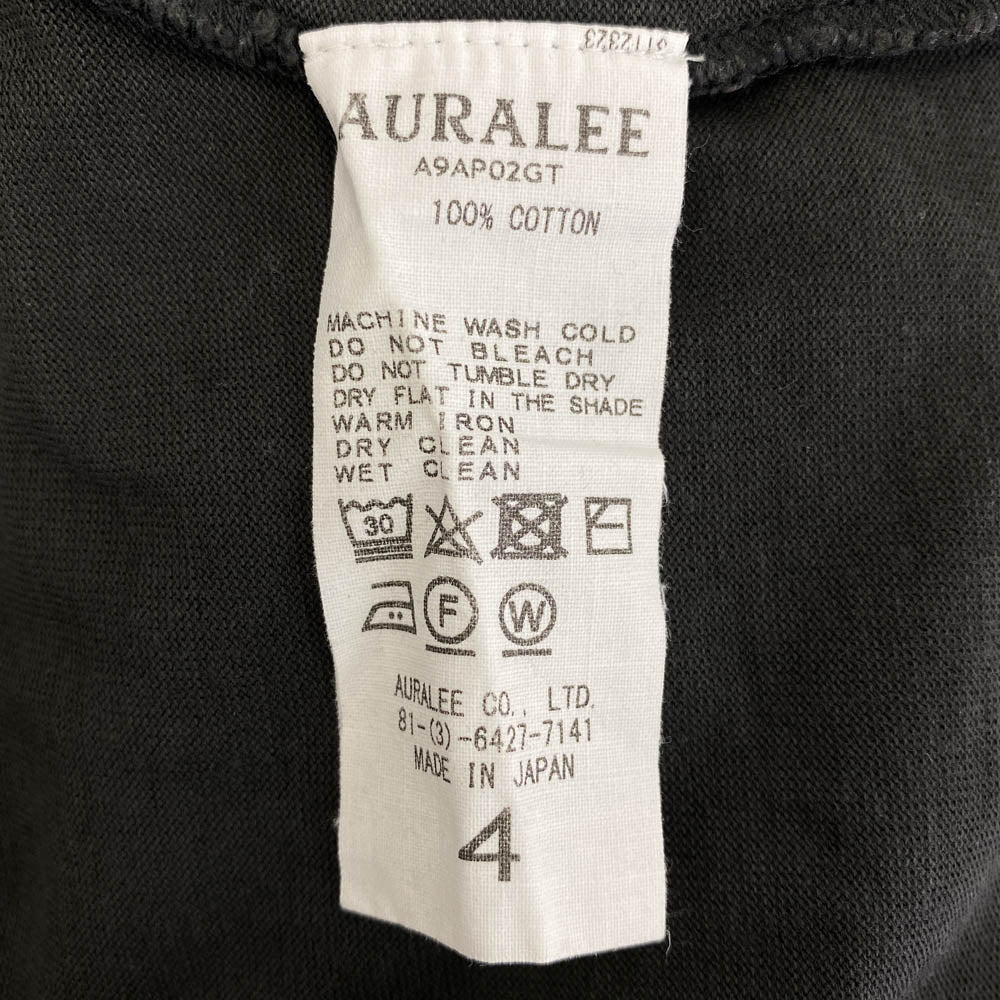 AURALEE
A9AP02GT
100% COTTON
MACHINE WASH COLD
DO NOT BLEACH
DO NOT TUMBLE DRY
DRY FLAT IN THE SHADE
WARM IRON
DRY CLEAN
WET CLEAN
30
F W
AURALEE CO., LTD.
81-(3)-6427-7141
MADE IN JAPAN
4